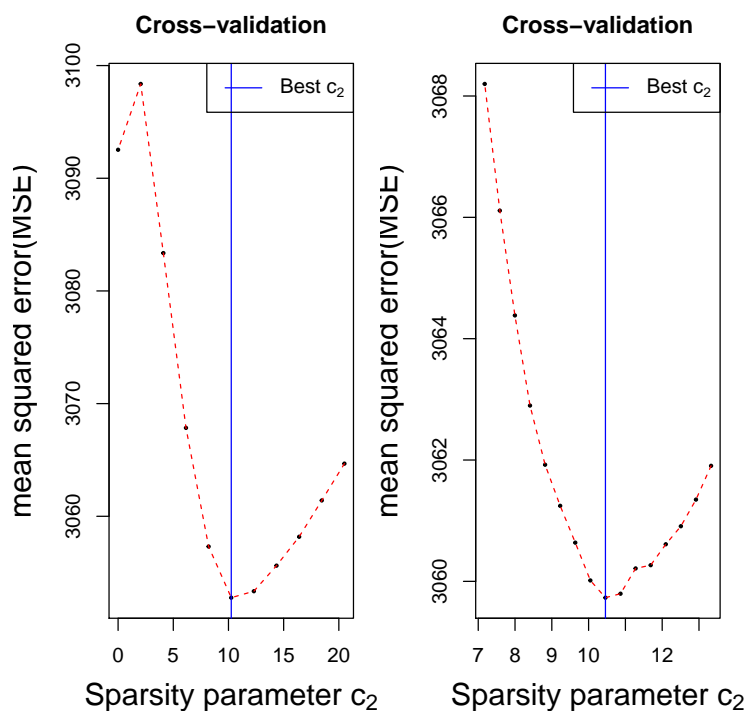 Cross−validation
Best c2
mean squared error(MSE)
3100
3090
3080
3070
3060
0 5 10 15 20
Sparsity parameter c2
Cross−validation
Best c2
mean squared error(MSE)
3068
3066
3064
3062
3060
7 8 9 10 12
Sparsity parameter c2